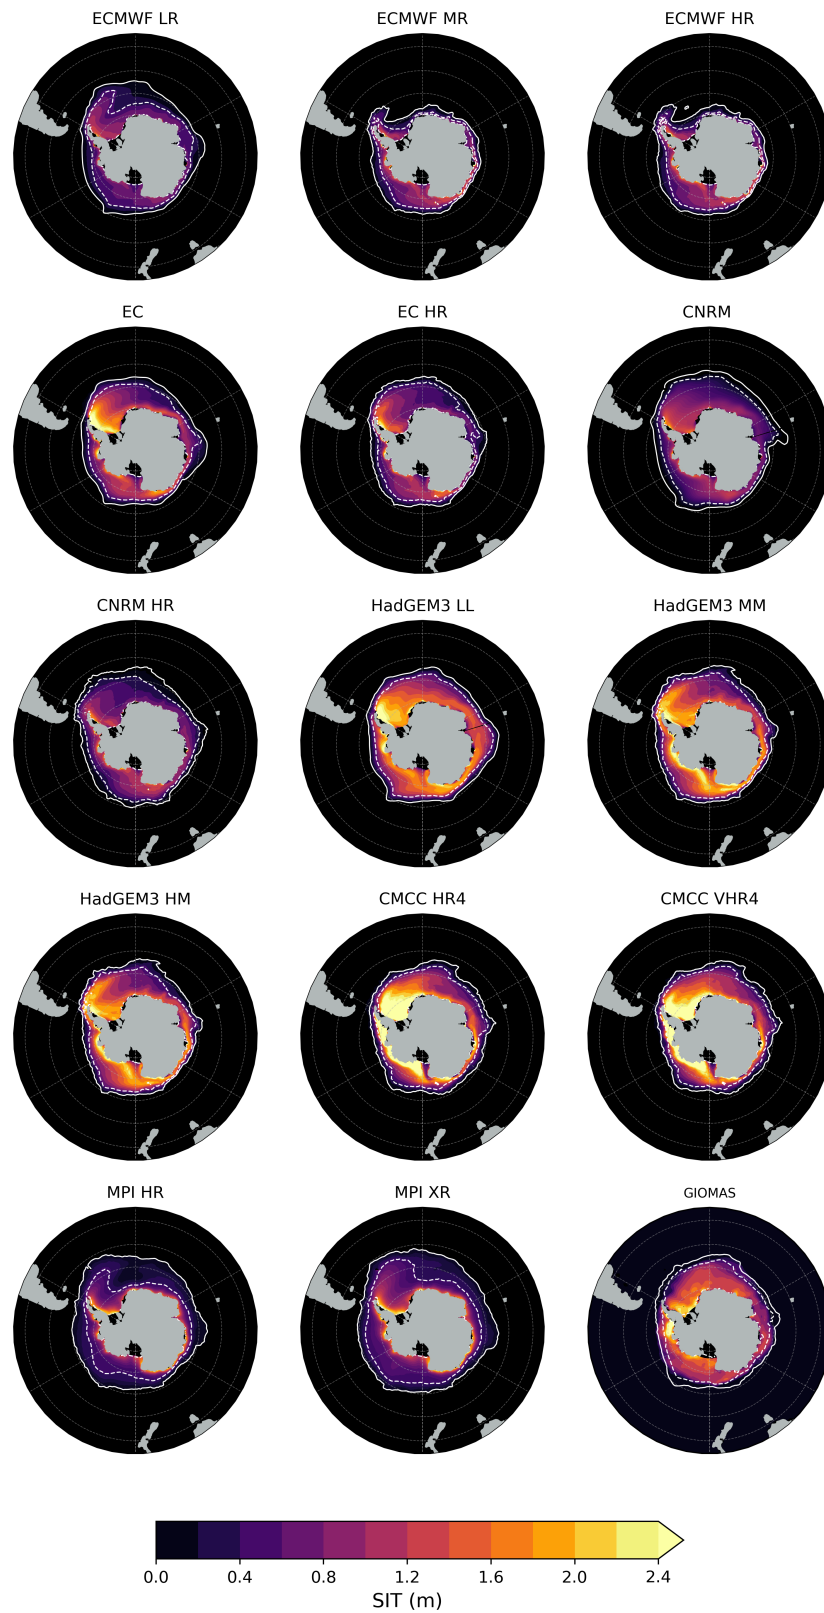 ECMWF LR ECMWF MR ECMWF HR
EC EC HR CNRM
CNRM HR HadGEM3 LL HadGEM3 MM
HadGEM3 HM CMCC HR4 CMCC VHR4
MPI HR MPI XR GIOMAS
0.0 0.4 0.8 1.2 1.6 2.0 2.4
SIT (m)